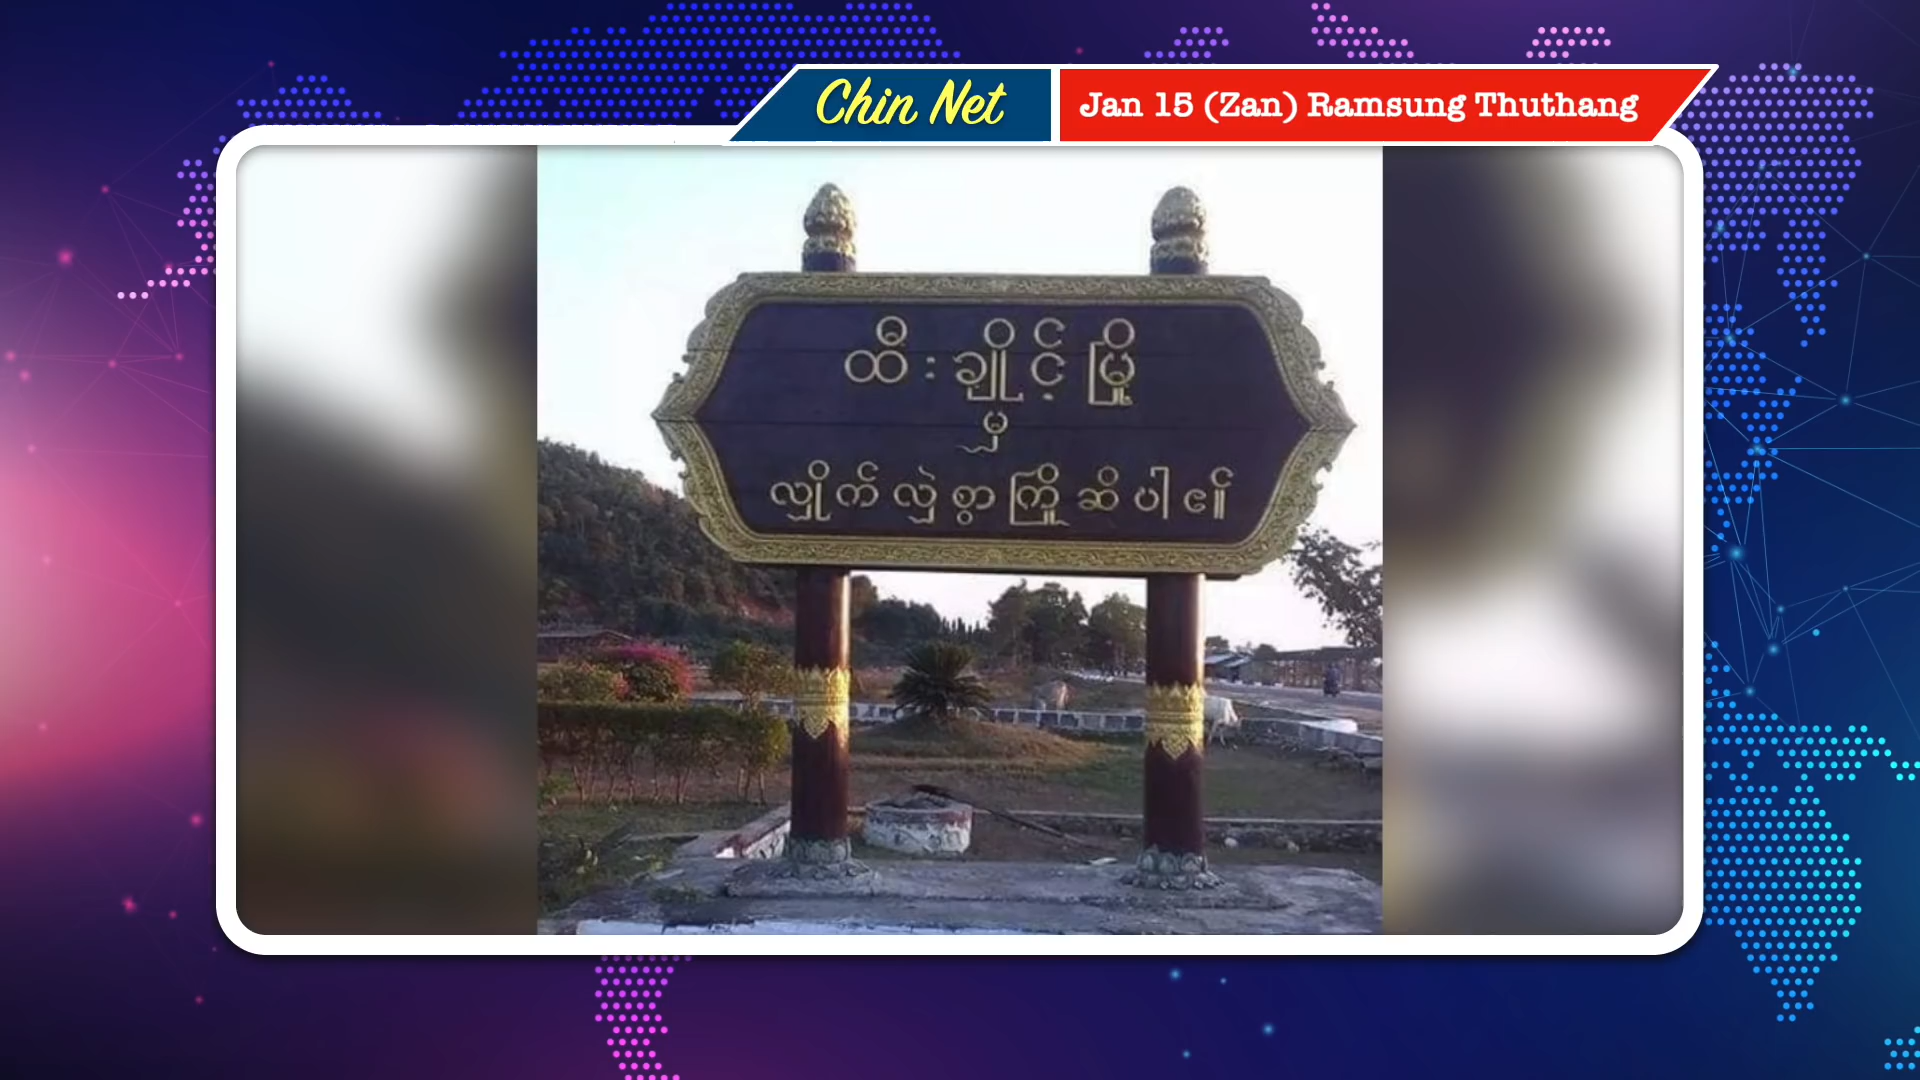 Chin Net
Jan 15 (Zan) Ramsung Thuthang
ထီးချိုင့်မြို့
မှ
လှိုက်လှဲစွာကြိုဆိုပါ၏